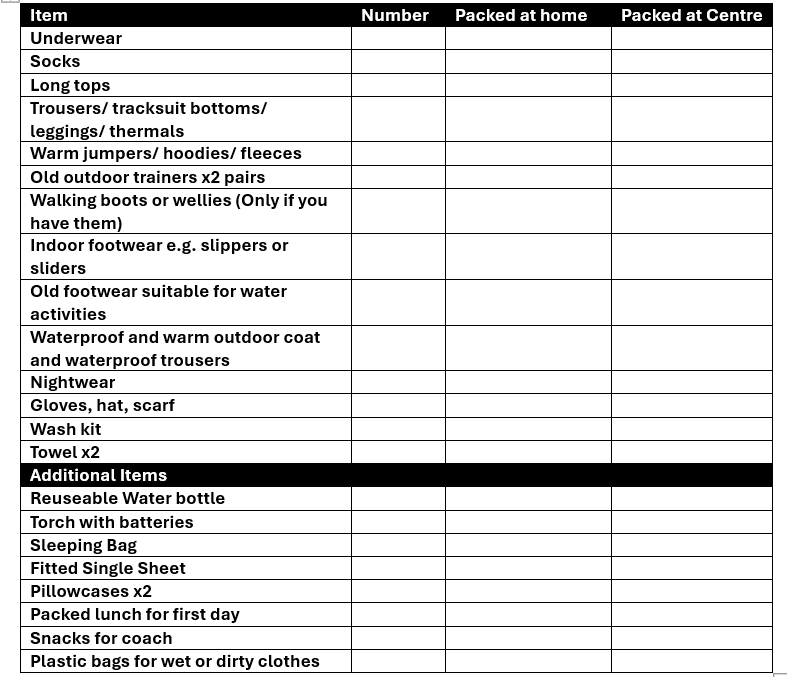 Item Number Packed at home Packed at Centre
Underwear
Socks
Long tops
Trousers/ tracksuit bottoms/
leggings/ thermals
Warm jumpers/ hoodies/ fleeces
Old outdoor trainers x2 pairs
Walking boots or wellies (Only if you
have them)
Indoor footwear e.g. slippers or
sliders
Old footwear suitable for water
activities
Waterproof and warm outdoor coat
and waterproof trousers
Nightwear
Gloves, hat, scarf
Wash kit
Towel x2
Additional Items
Reuseable Water bottle
Torch with batteries
Sleeping Bag
Fitted Single Sheet
Pillowcases x2
Packed lunch for first day
Snacks for coach
Plastic bags for wet or dirty clothes